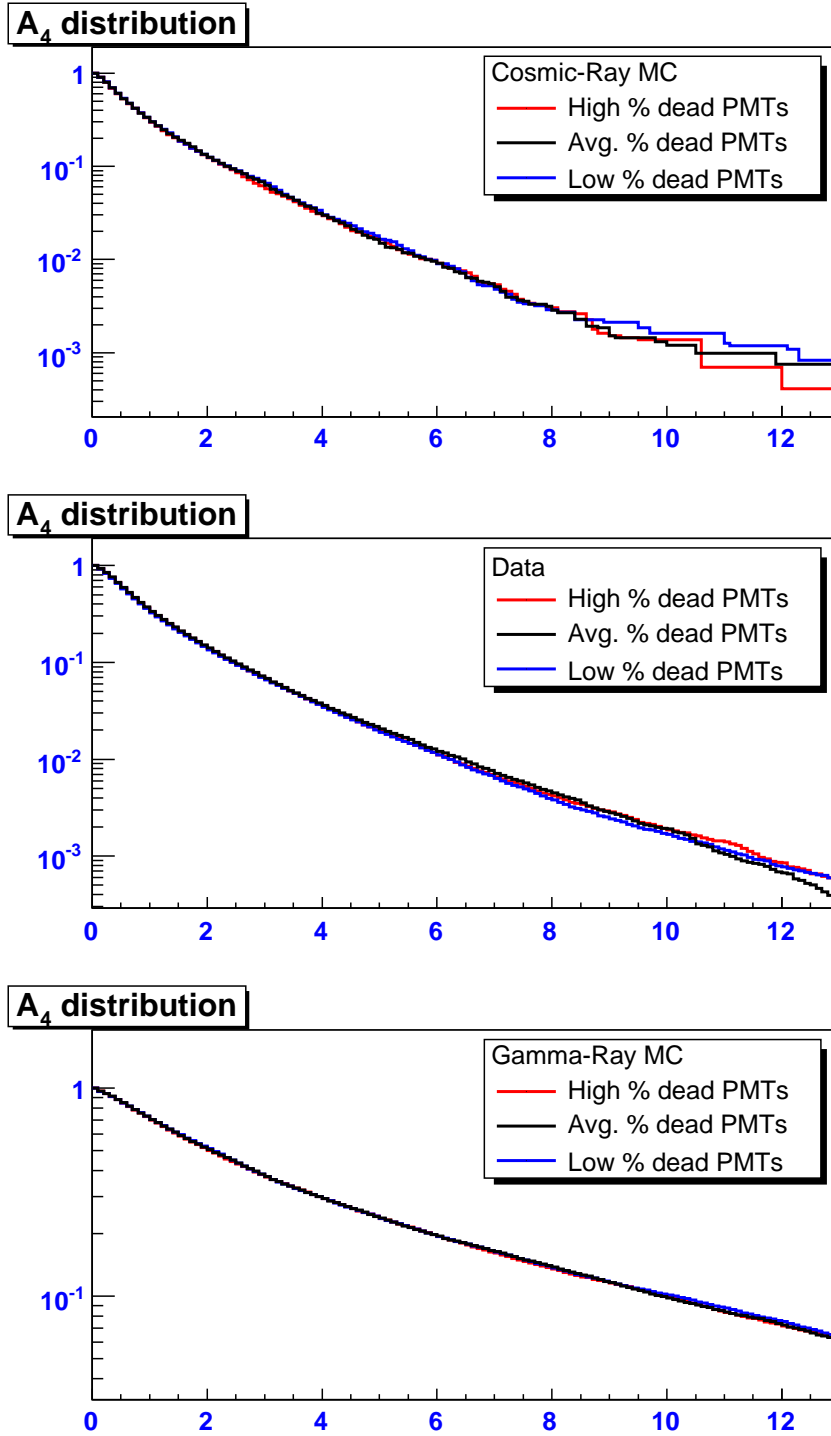 A4 distribution
Cosmic-Ray MC
High % dead PMTs
Avg. % dead PMTs
Low % dead PMTs
1
10-1
10-2
10-3
0 2 4 6 8 10 12
A4 distribution
Data
High % dead PMTs
Avg. % dead PMTs
Low % dead PMTs
1
10-1
10-2
10-3
0 2 4 6 8 10 12
A4 distribution
Gamma-Ray MC
High % dead PMTs
Avg. % dead PMTs
Low % dead PMTs
1
10-1
0 2 4 6 8 10 12